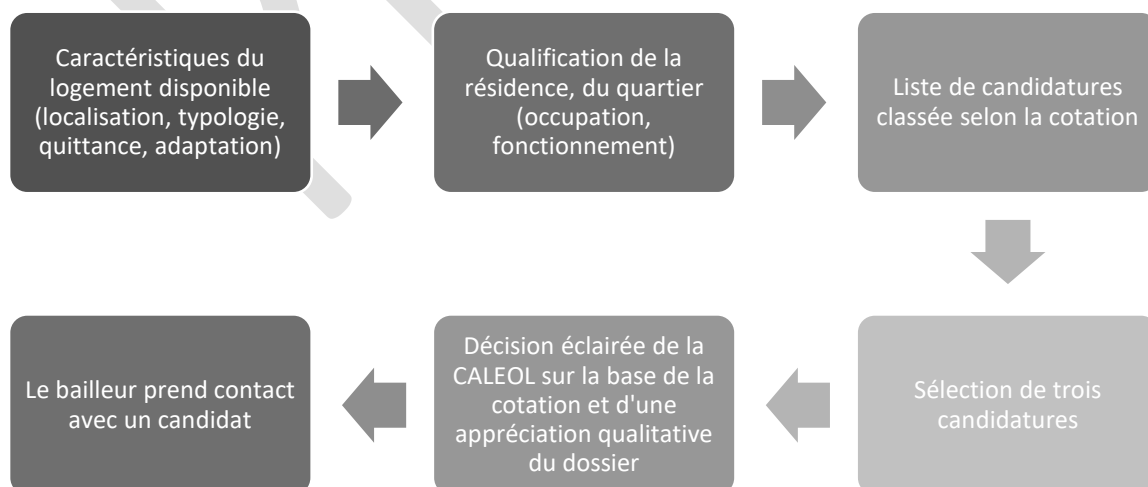 Caractéristiques du
logement disponible
(localisation, typologie,
quittance, adaptation)
Qualification de la
résidence, du quartier
(occupation,
fonctionnement)
Liste de candidatures
classée selon la cotation
Sélection de trois
candidatures
Décision éclairée de la
CALEOL sur la base de la
cotation et d'une
appréciation qualitative
du dossier
Le bailleur prend contact
avec un candidat